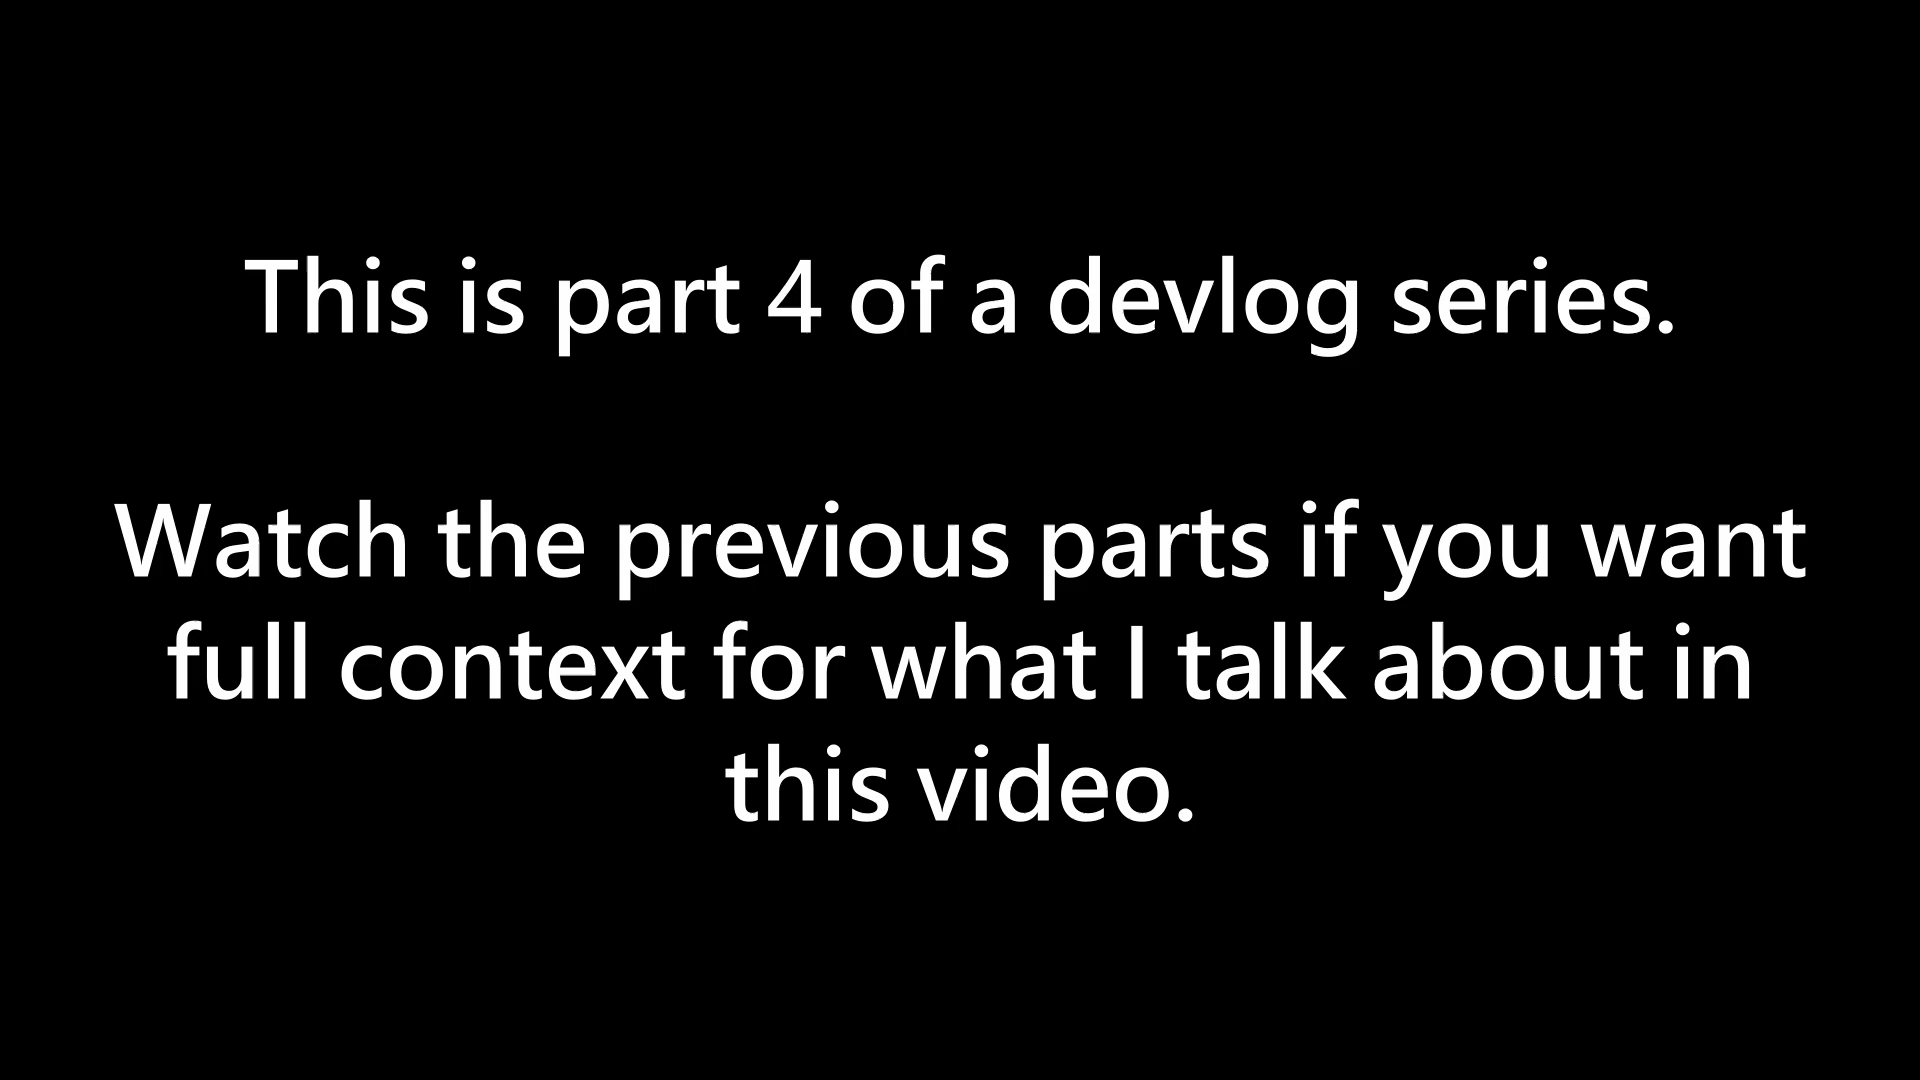 This is part 4 of a devlog series.
Watch the previous parts if you want
full context for what I talk about in
this video.